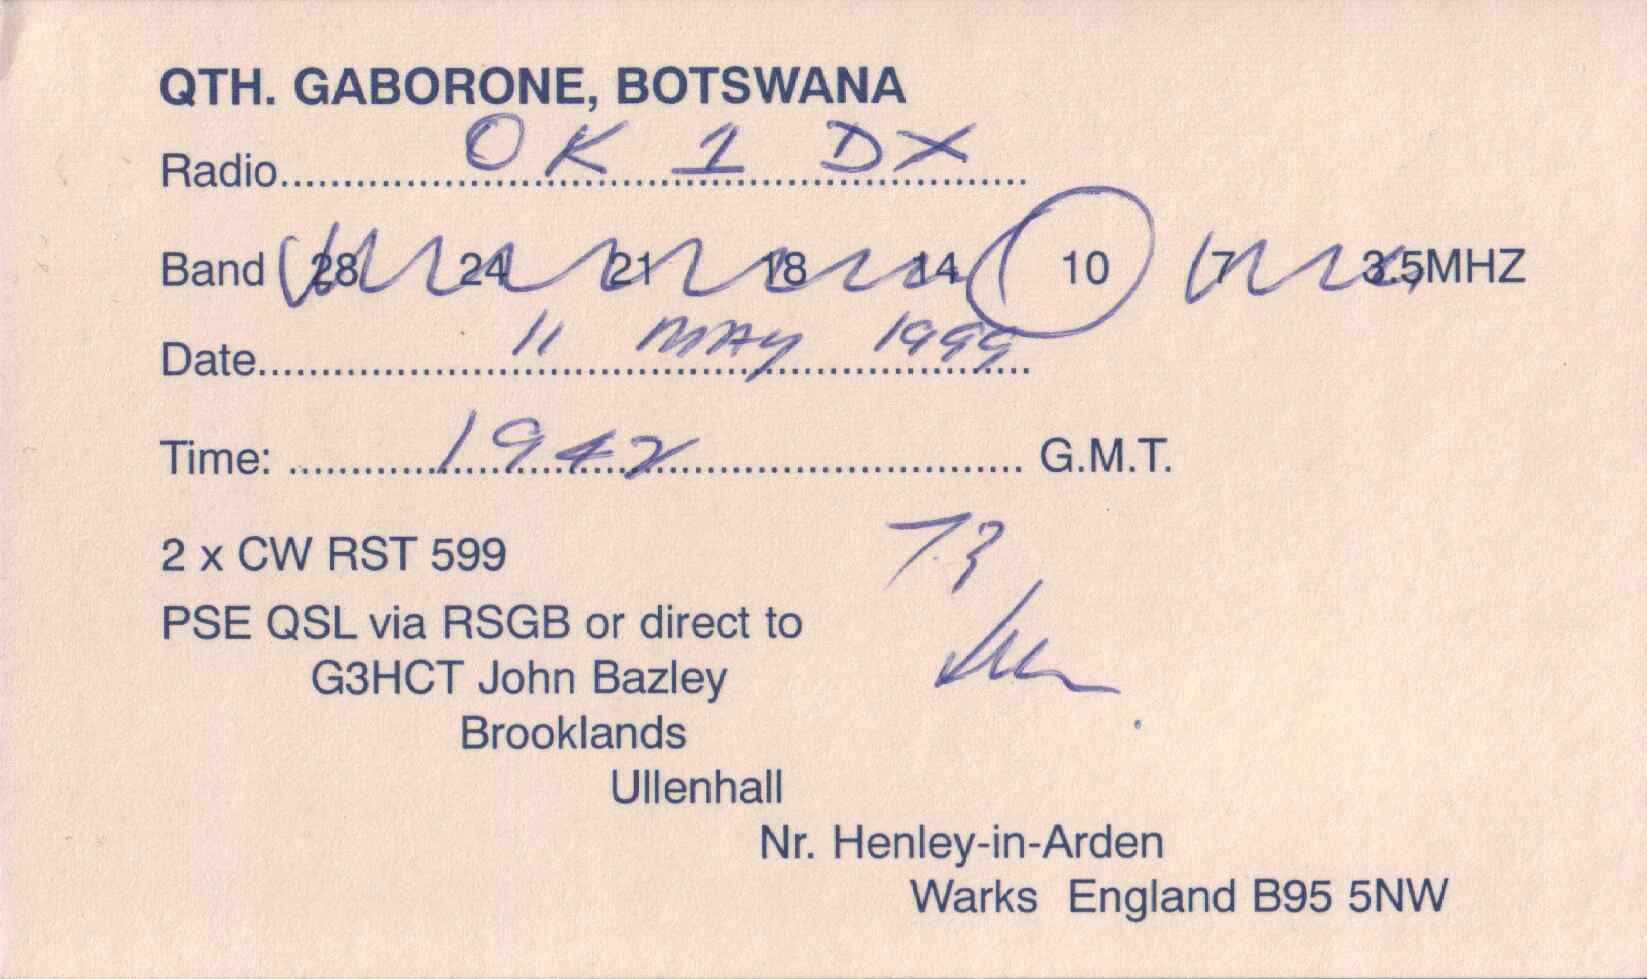 QTH. GABORONE, BOTSWANA
Radio....OK 1 DX....
Band 28 24 21 18 14 10 7 3.5MHZ
Date....11 MAY 1999....
Time: ....1942.... G.M.T.
2 x CW RST 599
73
PSE QSL via RSGB or direct to
G3HCT John Bazley
Brooklands
Ullenhall
Nr. Henley-in-Arden
Warks England B95 5NW